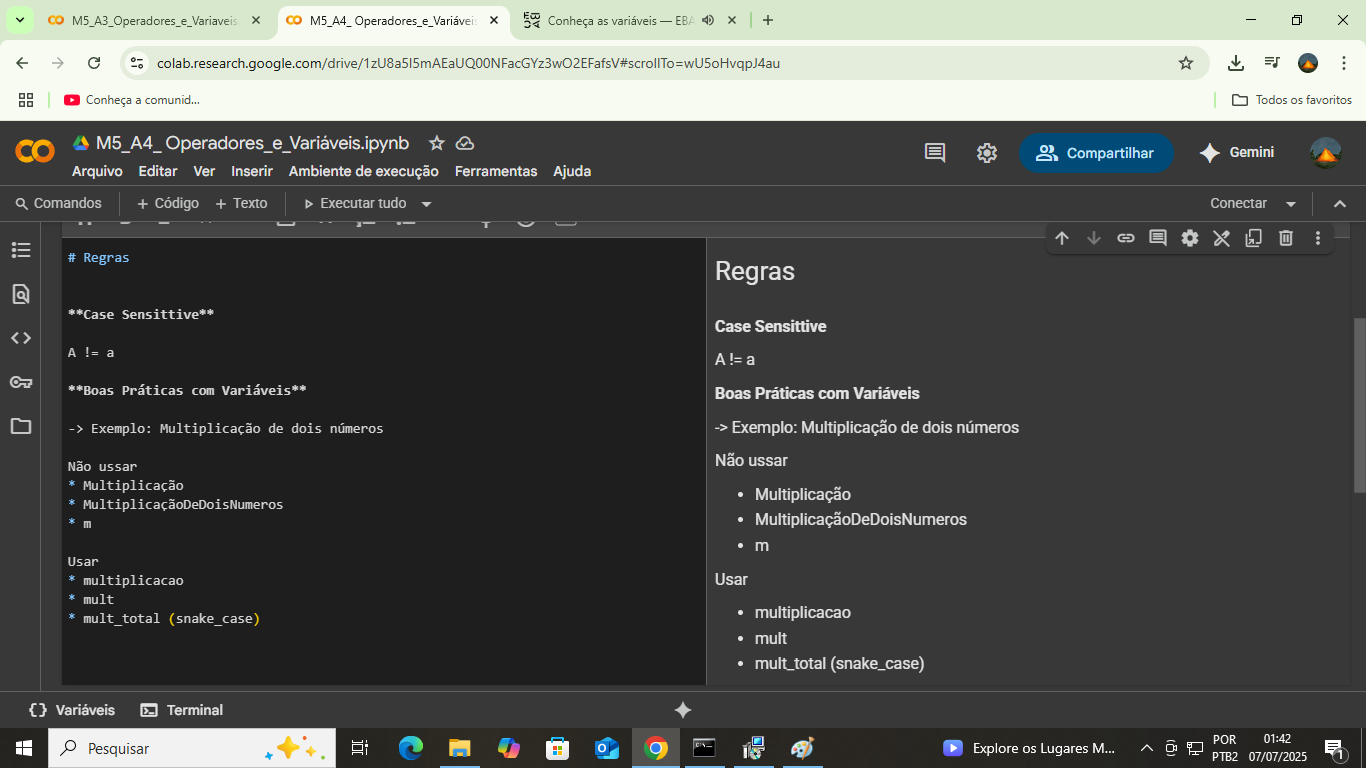 M5_A3_Operadores_e_Variaveis
M5_A4_ Operadores_e_Variáveis
Conheça as variáveis — EBA
colab.research.google.com/drive/1zU8a5I5mAEaUQ00NFacGYz3wO2EFafsV#scrollTo=wU5oHvqpJ4au
Conheça a comunid...
Todos os favoritos
M5_A4_ Operadores_e_Variáveis.ipynb
Compartilhar
Gemini
Arquivo Editar Ver Inserir Ambiente de execução Ferramentas Ajuda
Comandos + Código + Texto Executar tudo
Conectar
# Regras
**Case Sensittive**
A != a
**Boas Práticas com Variáveis**
-> Exemplo: Multiplicação de dois números
Não ussar
* Multiplicação
* MultiplicaçãoDeDoisNumeros
* m
Usar
* multiplicacao
* mult
* mult_total (snake_case)
Regras
Case Sensittive
A != a
Boas Práticas com Variáveis
-> Exemplo: Multiplicação de dois números
Não ussar
• Multiplicação
• MultiplicaçãoDeDoisNumeros
• m
Usar
• multiplicacao
• mult
• mult_total (snake_case)
Variáveis
Terminal
Pesquisar
Explore os Lugares M...
POR
PTB2
01:42
07/07/2025
1